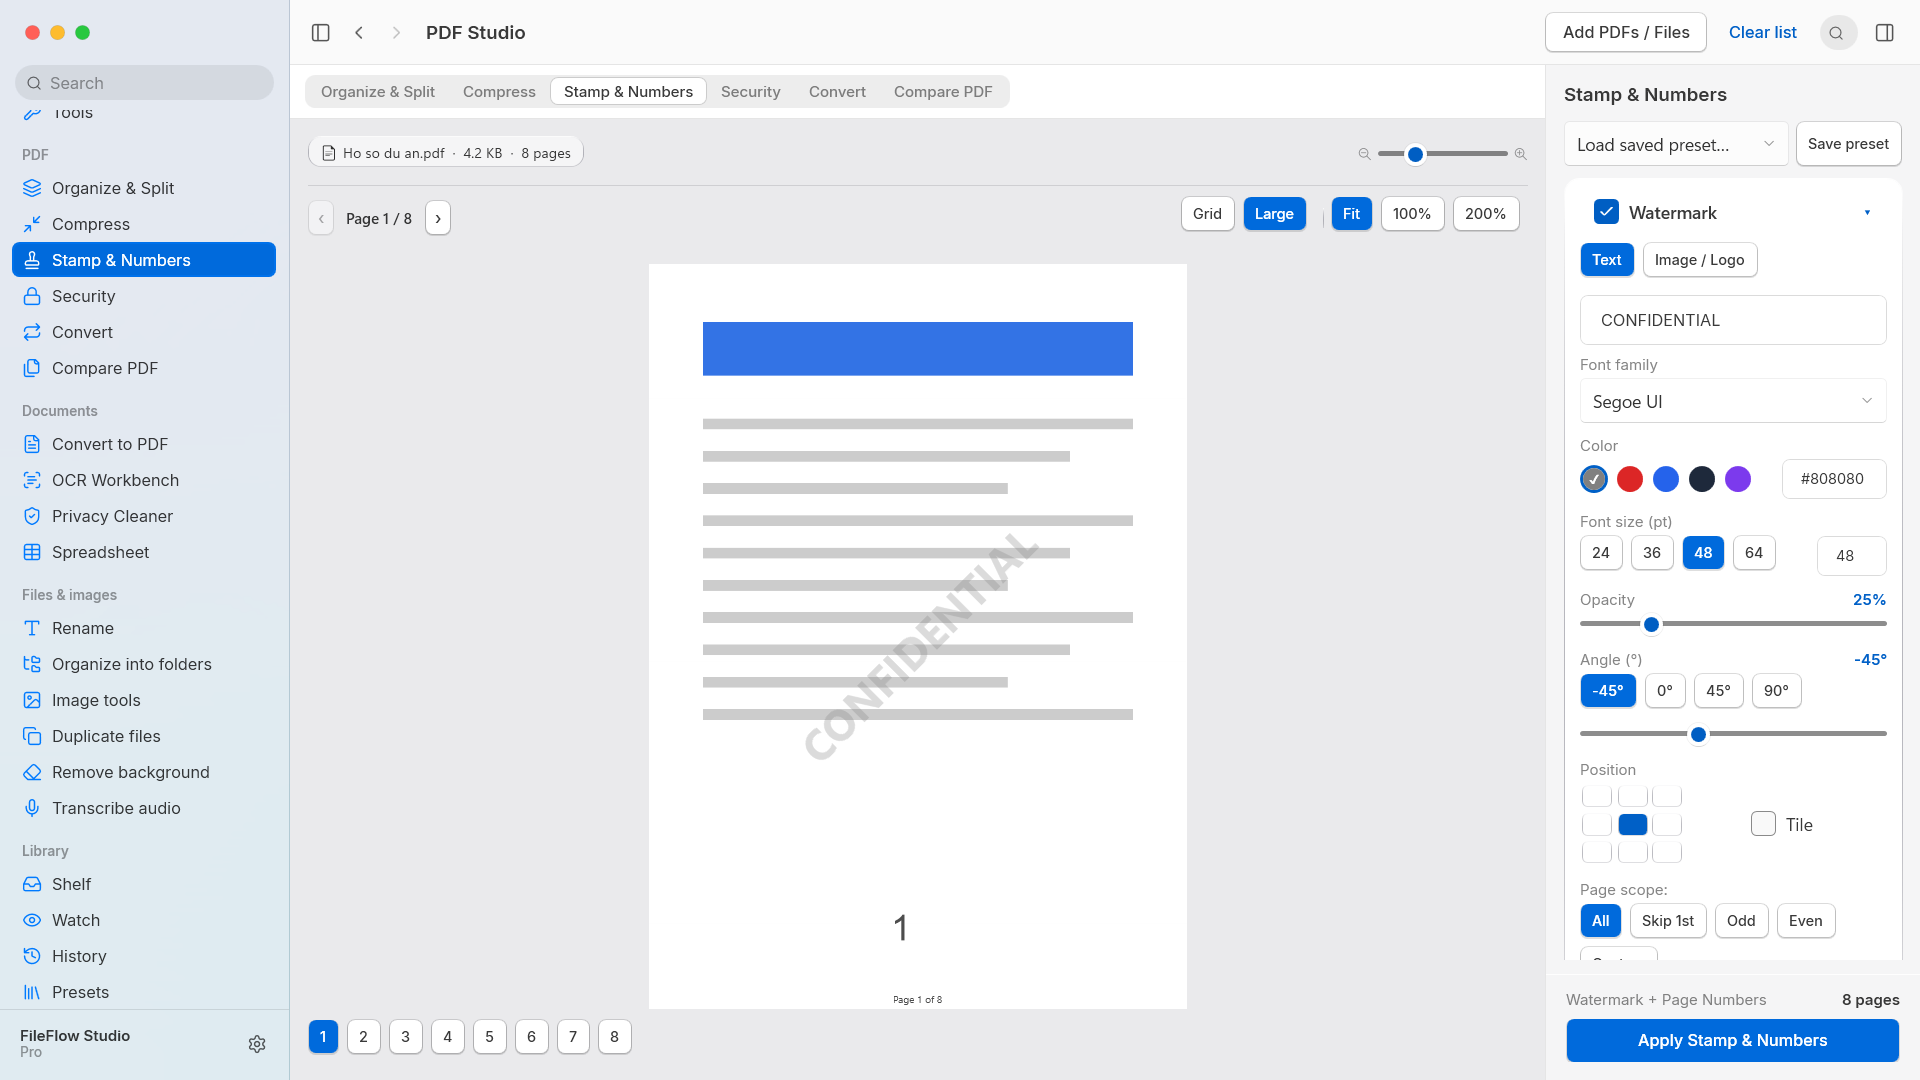 PDF Studio
Add PDFs / Files
Clear list
Search
Tools
PDF
Organize & Split
Compress
Stamp & Numbers
Security
Convert
Compare PDF
Documents
Convert to PDF
OCR Workbench
Privacy Cleaner
Spreadsheet
Files & images
Rename
Organize into folders
Image tools
Duplicate files
Remove background
Transcribe audio
Library
Shelf
Watch
History
Presets
FileFlow Studio
Pro
Organize & Split Compress Stamp & Numbers Security Convert Compare PDF
Ho so du an.pdf · 4.2 KB · 8 pages
Page 1 / 8
Grid Large Fit 100% 200%
CONFIDENTIAL
1
Page 1 of 8
1 2 3 4 5 6 7 8
Stamp & Numbers
Load saved preset...
Save preset
Watermark
Text Image / Logo
CONFIDENTIAL
Font family
Segoe UI
Color
#808080
Font size (pt)
24 36 48 64 48
Opacity 25%
Angle (°) -45°
-45° 0° 45° 90°
Position
Tile
Page scope:
All Skip 1st Odd Even
Watermark + Page Numbers 8 pages
Apply Stamp & Numbers